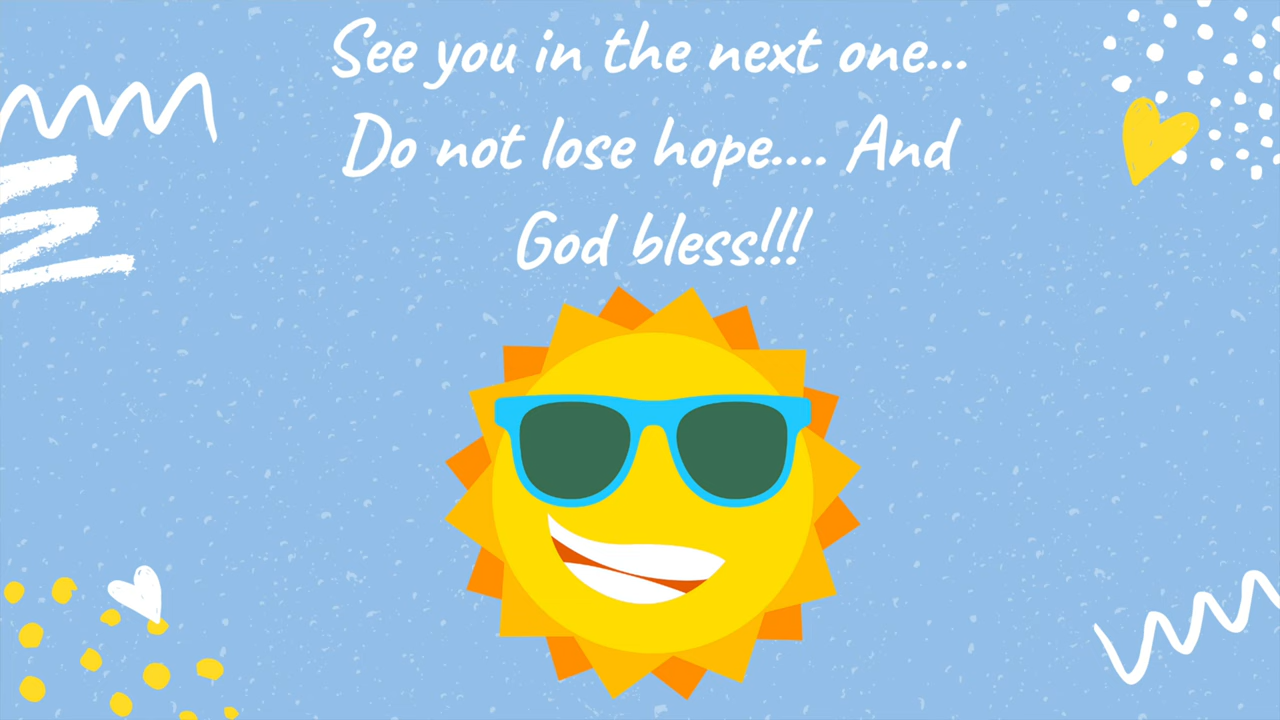 See you in the next one...
Do not lose hope.... And
God bless!!!